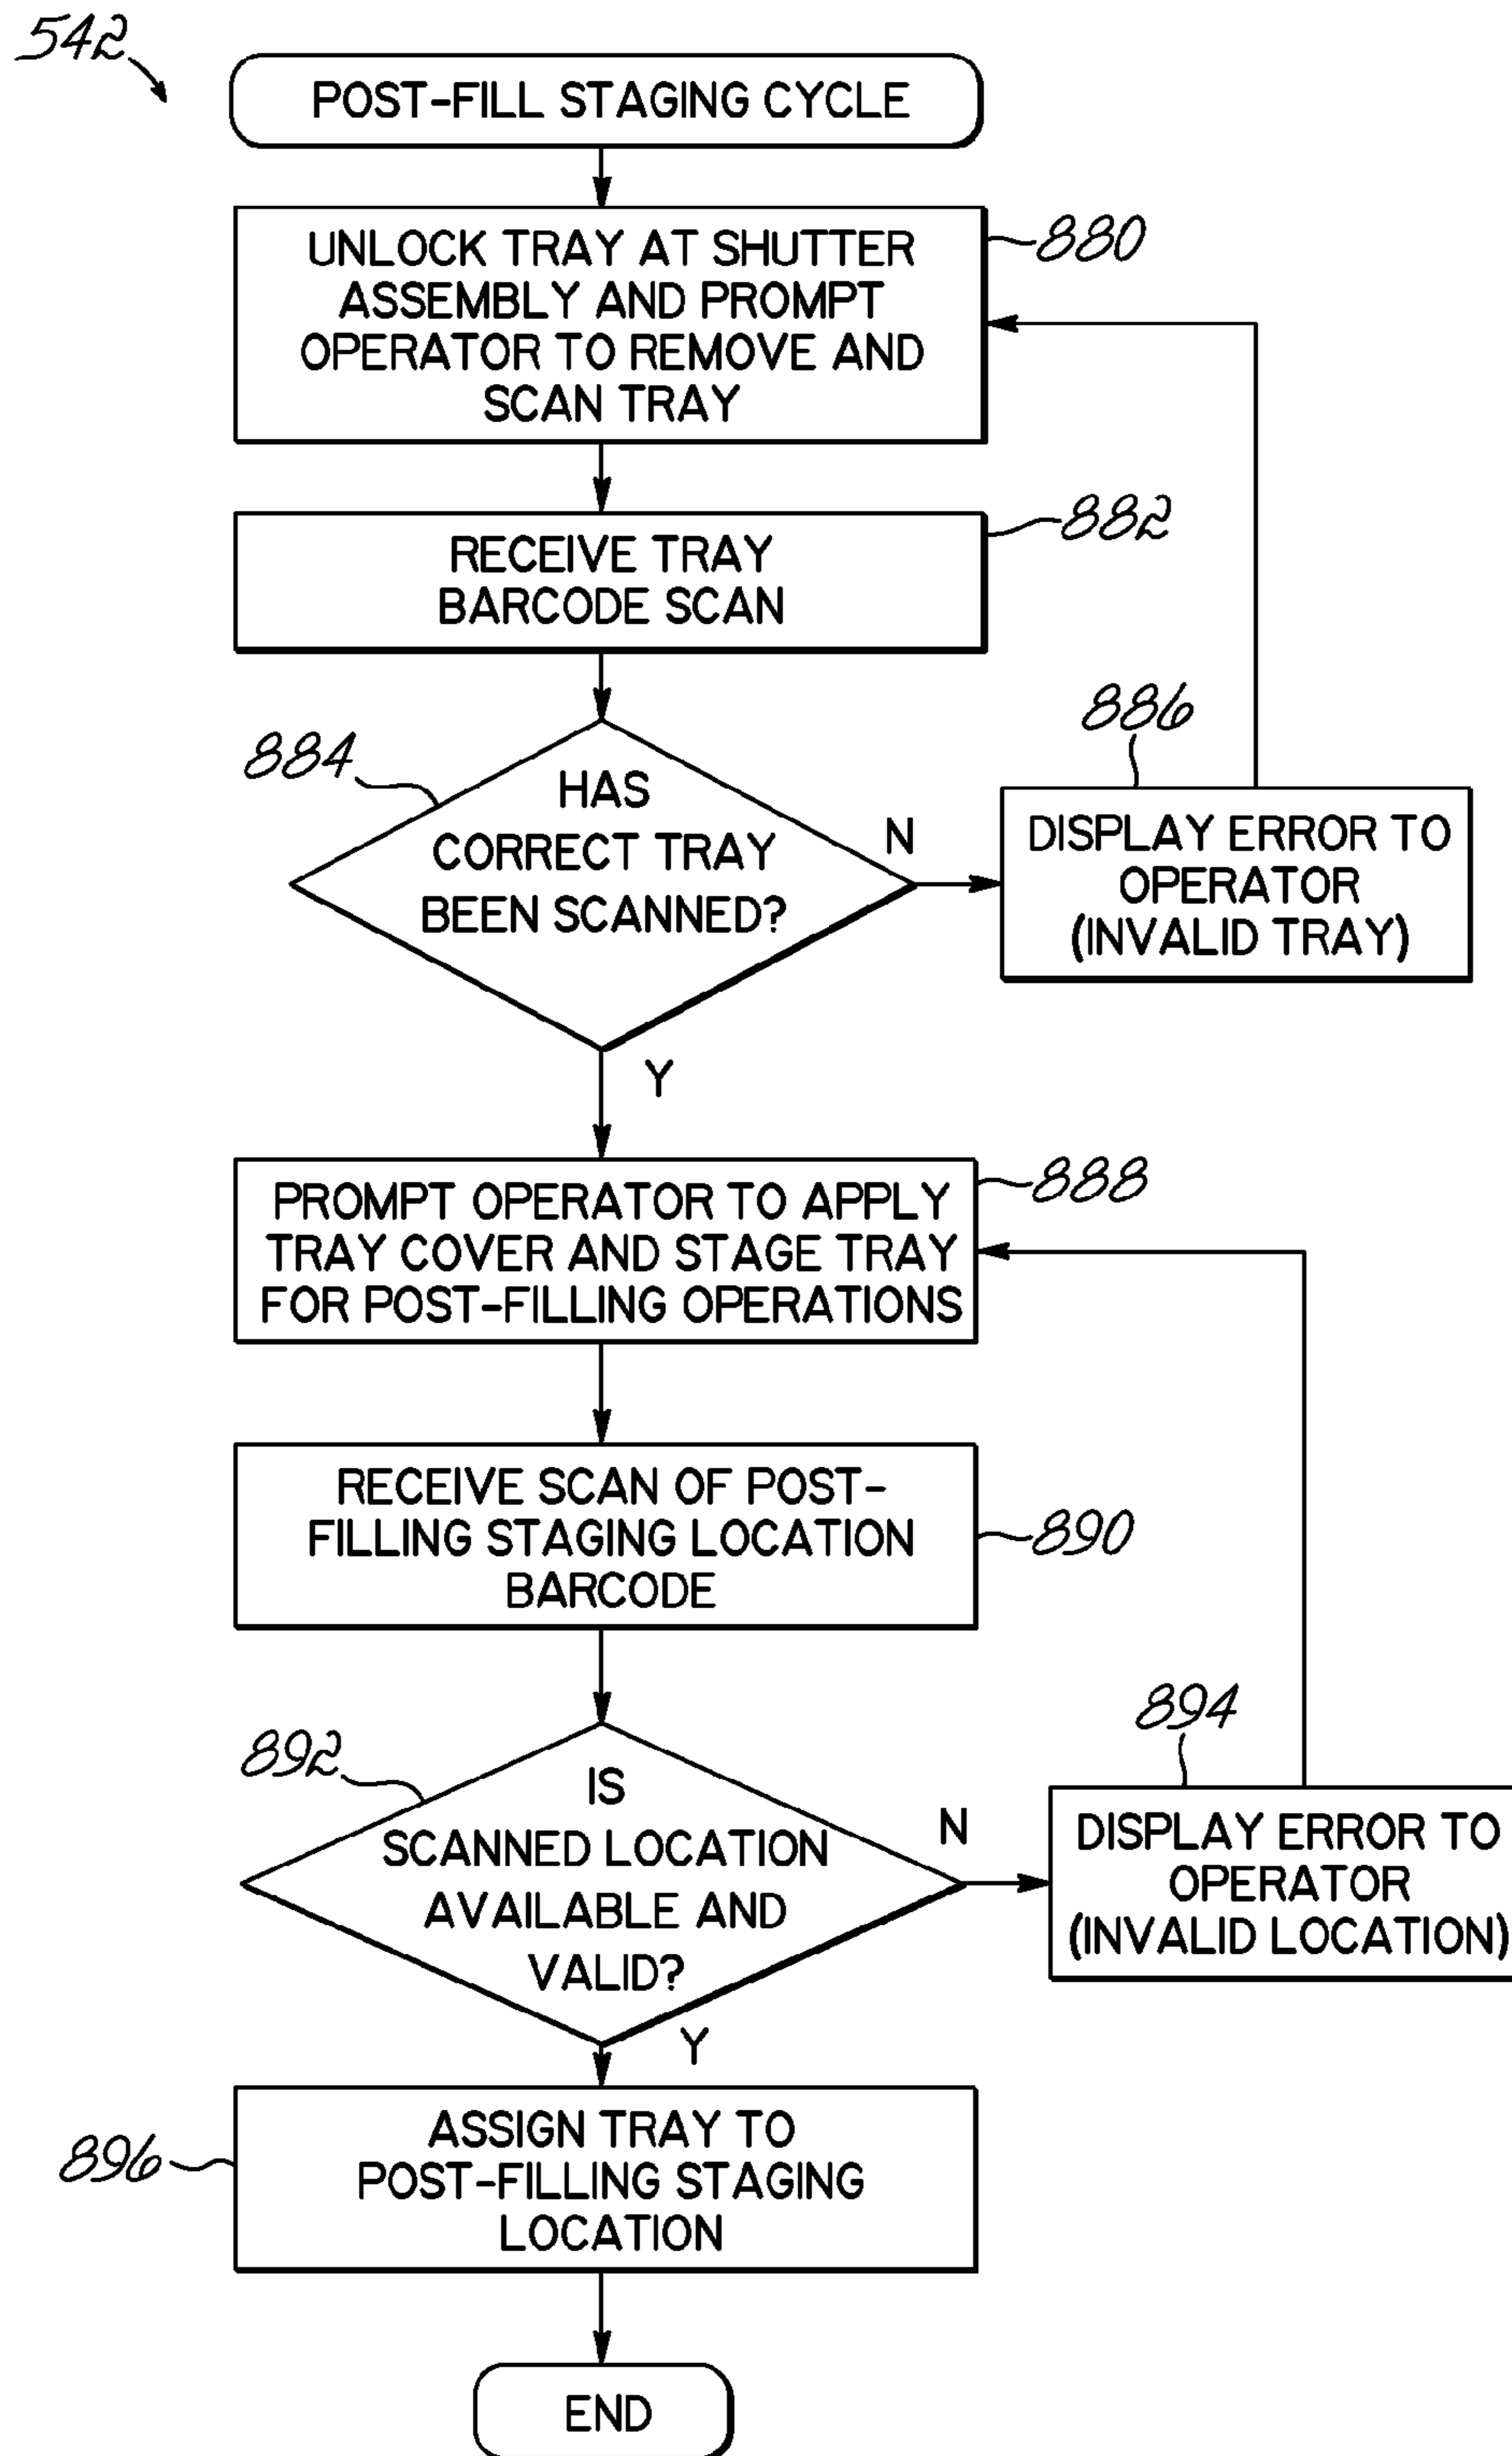 542
POST-FILL STAGING CYCLE
UNLOCK TRAY AT SHUTTER
ASSEMBLY AND PROMPT
OPERATOR TO REMOVE AND
SCAN TRAY
880
RECEIVE TRAY
BARCODE SCAN
882
884
HAS
CORRECT TRAY
BEEN SCANNED?
N
886
DISPLAY ERROR TO
OPERATOR
(INVALID TRAY)
Y
PROMPT OPERATOR TO APPLY
TRAY COVER AND STAGE TRAY
FOR POST-FILLING OPERATIONS
888
RECEIVE SCAN OF POST-
FILLING STAGING LOCATION
BARCODE
890
892
IS
SCANNED LOCATION
AVAILABLE AND
VALID?
N
894
DISPLAY ERROR TO
OPERATOR
(INVALID LOCATION)
Y
896
ASSIGN TRAY TO
POST-FILLING STAGING
LOCATION
END